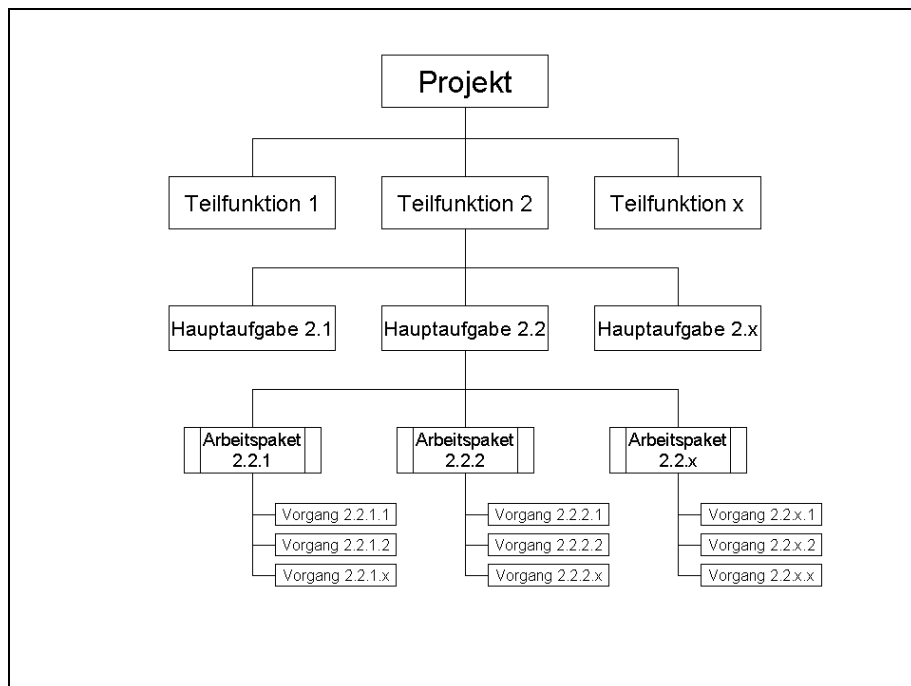 Projekt
Teilfunktion 1
Teilfunktion 2
Teilfunktion x
Hauptaufgabe 2.1
Hauptaufgabe 2.2
Hauptaufgabe 2.x
Arbeitspaket
2.2.1
Arbeitspaket
2.2.2
Arbeitspaket
2.2.x
Vorgang 2.2.1.1
Vorgang 2.2.1.2
Vorgang 2.2.1.x
Vorgang 2.2.2.1
Vorgang 2.2.2.2
Vorgang 2.2.2.x
Vorgang 2.2.x.1
Vorgang 2.2.x.2
Vorgang 2.2.x.x